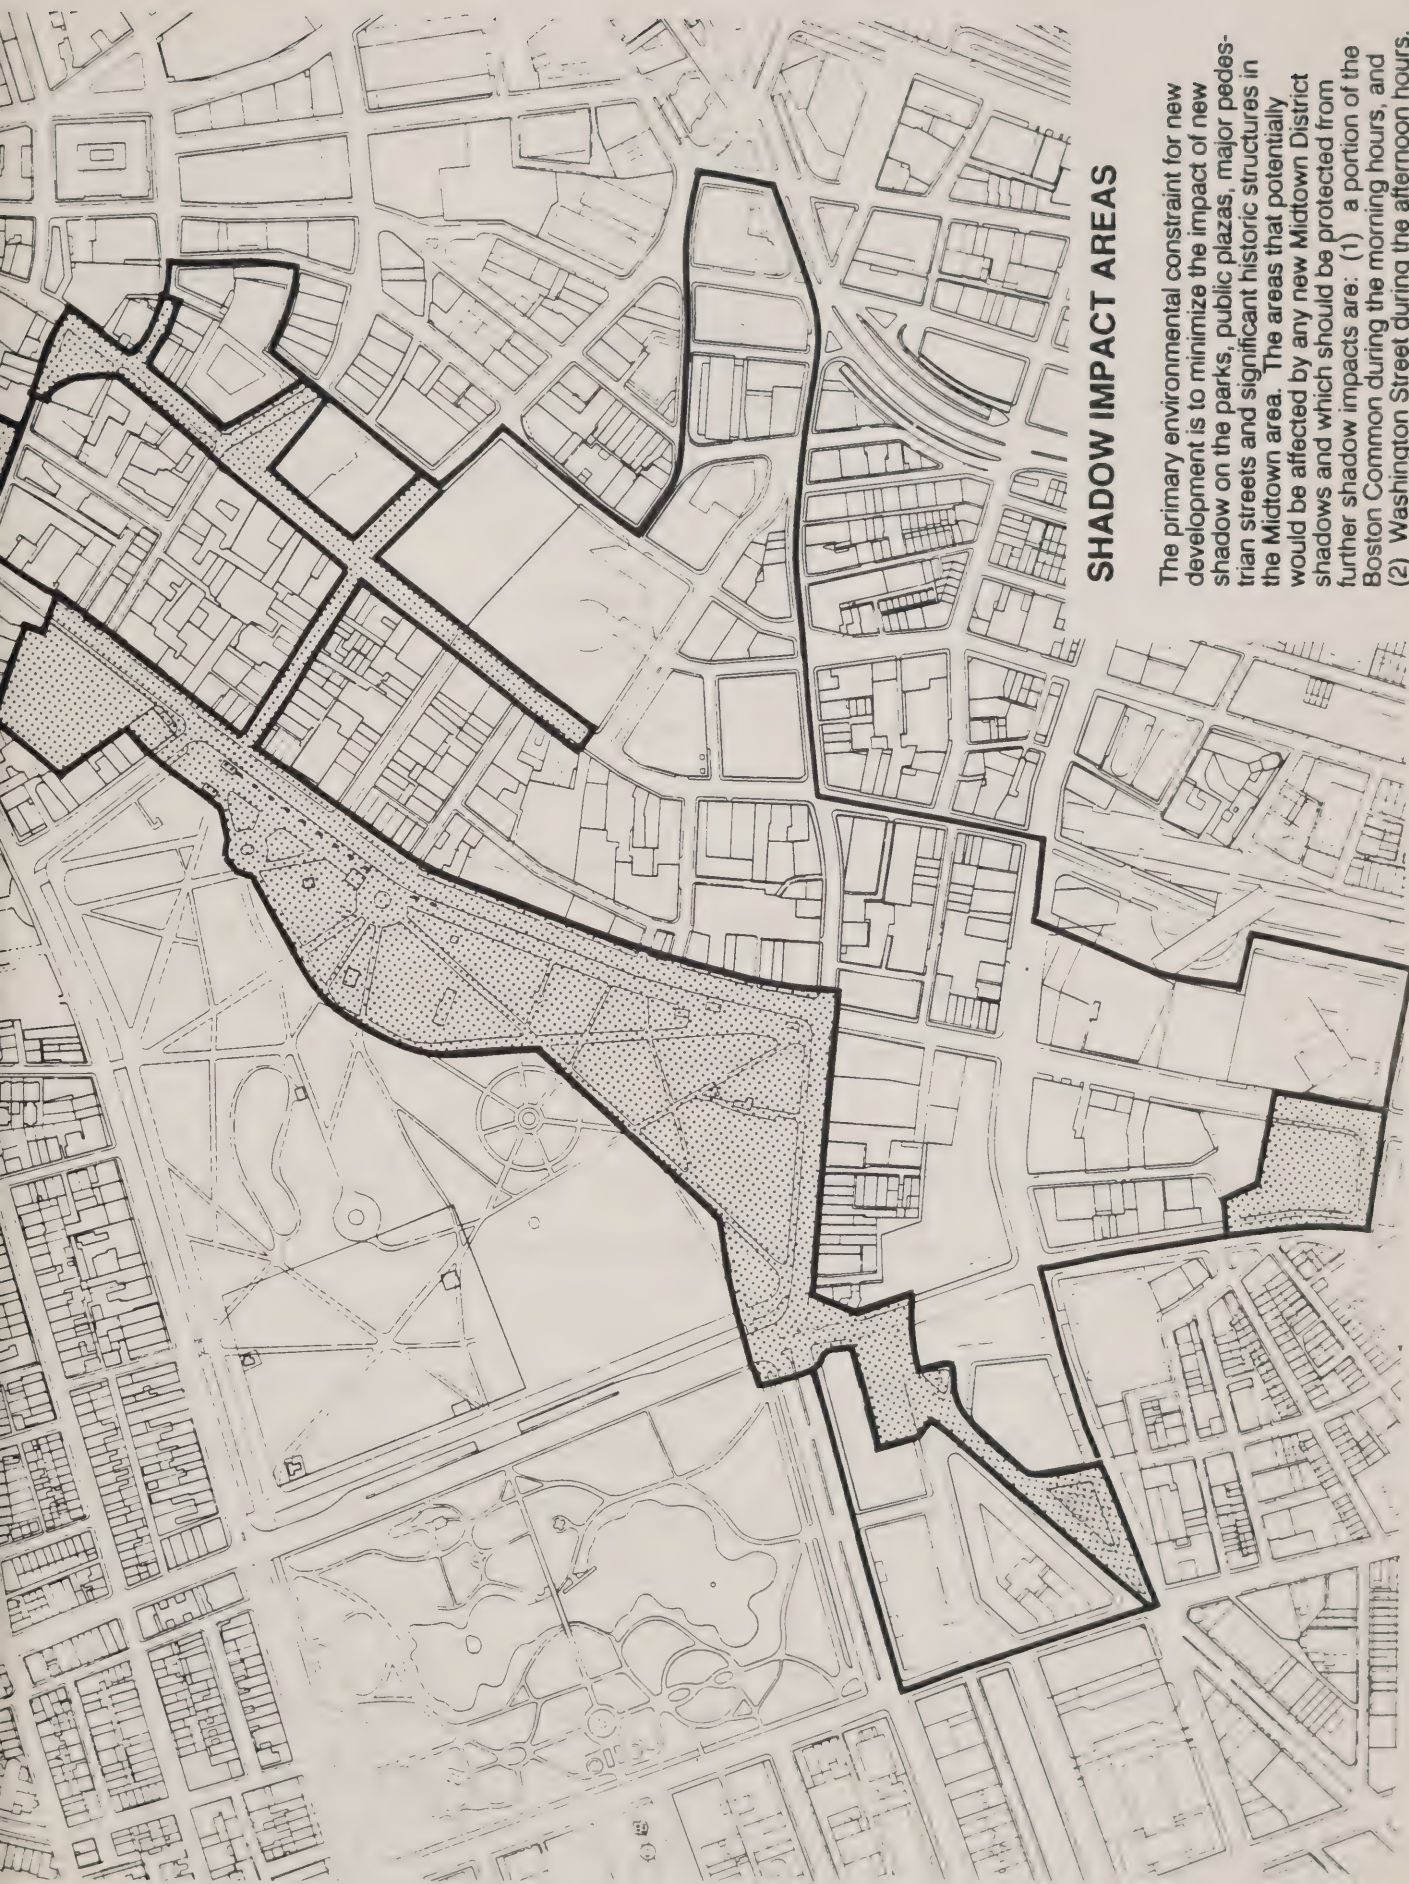 SHADOW IMPACT AREAS
The primary environmental constraint for new
development is to minimize the impact of new
shadow on the parks, public plazas, major pedes-
trian streets and significant historic structures in
the Midtown area. The areas that potentially
would be affected by any new Midtown District
shadows and which should be protected from
further shadow impacts are: (1) a portion of the
Boston Common during the morning hours, and
(2) Washington Street during the afternoon hours.